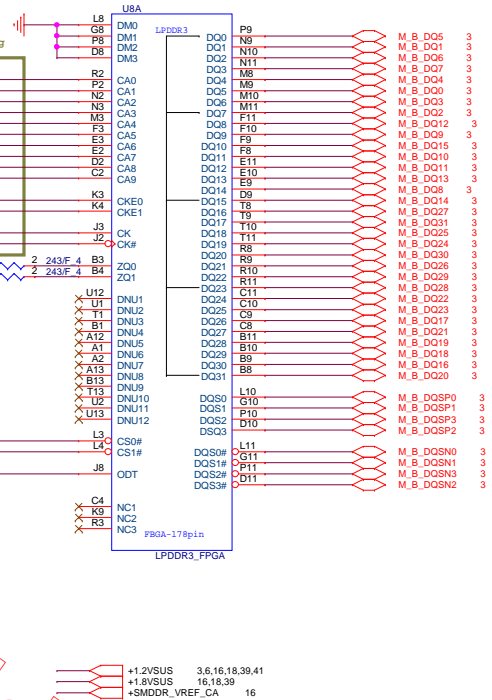 U8A
L8 DM0 LPDDR3 DQ0 P9 M_B_DQ5 3
G8 DM1 DQ1 N9 M_B_DQ1 3
P8 DM2 DQ2 N10 M_B_DQ6 3
D8 DM3 DQ3 N11 M_B_DQ7 3
DQ4 M8 M_B_DQ4 3
R2 CA0 DQ5 M9 M_B_DQ0 3
P2 CA1 DQ6 M10 M_B_DQ3 3
N2 CA2 DQ7 M11 M_B_DQ2 3
N3 CA3 DQ8 F11 M_B_DQ12 3
M3 CA4 DQ9 F10 M_B_DQ9 3
F3 CA5 DQ10 F9 M_B_DQ15 3
E3 CA6 DQ11 F8 M_B_DQ10 3
E2 CA7 DQ12 E11 M_B_DQ11 3
D2 CA8 DQ13 E10 M_B_DQ13 3
C2 CA9 DQ14 E9 M_B_DQ8 3
K3 CKE0 DQ15 D9 M_B_DQ14 3
K4 CKE1 DQ16 T8 M_B_DQ27 3
DQ17 T9 M_B_DQ31 3
J3 CK DQ18 T10 M_B_DQ25 3
J2 CK# DQ19 T11 M_B_DQ24 3
DQ20 R8 M_B_DQ30 3
2 243/F_4 B3 ZQ0 DQ21 R9 M_B_DQ26 3
2 243/F_4 B4 ZQ1 DQ22 R10 M_B_DQ29 3
DQ23 R11 M_B_DQ28 3
U12 DNU1 DQ24 C11 M_B_DQ22 3
U1 DNU2 DQ25 C10 M_B_DQ23 3
T1 DNU3 DQ26 C9 M_B_DQ17 3
B1 DNU4 DQ27 C8 M_B_DQ21 3
A12 DNU5 DQ28 B11 M_B_DQ19 3
A1 DNU6 DQ29 B10 M_B_DQ18 3
A2 DNU7 DQ30 B9 M_B_DQ16 3
A13 DNU8 DQ31 B8 M_B_DQ20 3
B13 DNU9
T13 DNU10 DQS0 L10 M_B_DQSP0 3
U2 DNU11 DQS1 G10 M_B_DQSP1 3
U13 DNU12 DQS2 P10 M_B_DQSP3 3
DSQ3 D10 M_B_DQSP2 3
L3 CS0#
L4 CS1# DQS0# L11 M_B_DQSN0 3
DQS1# G11 M_B_DQSN1 3
J8 ODT DQS2# P11 M_B_DQSN3 3
DQS3# D11 M_B_DQSN2 3
C4 NC1
K9 NC2
R3 NC3
FBGA-178pin
LPDDR3_FPGA
+1.2VSUS 3,6,16,18,39,41
+1.8VSUS 16,18,39
+SMDDR_VREF_CA 16